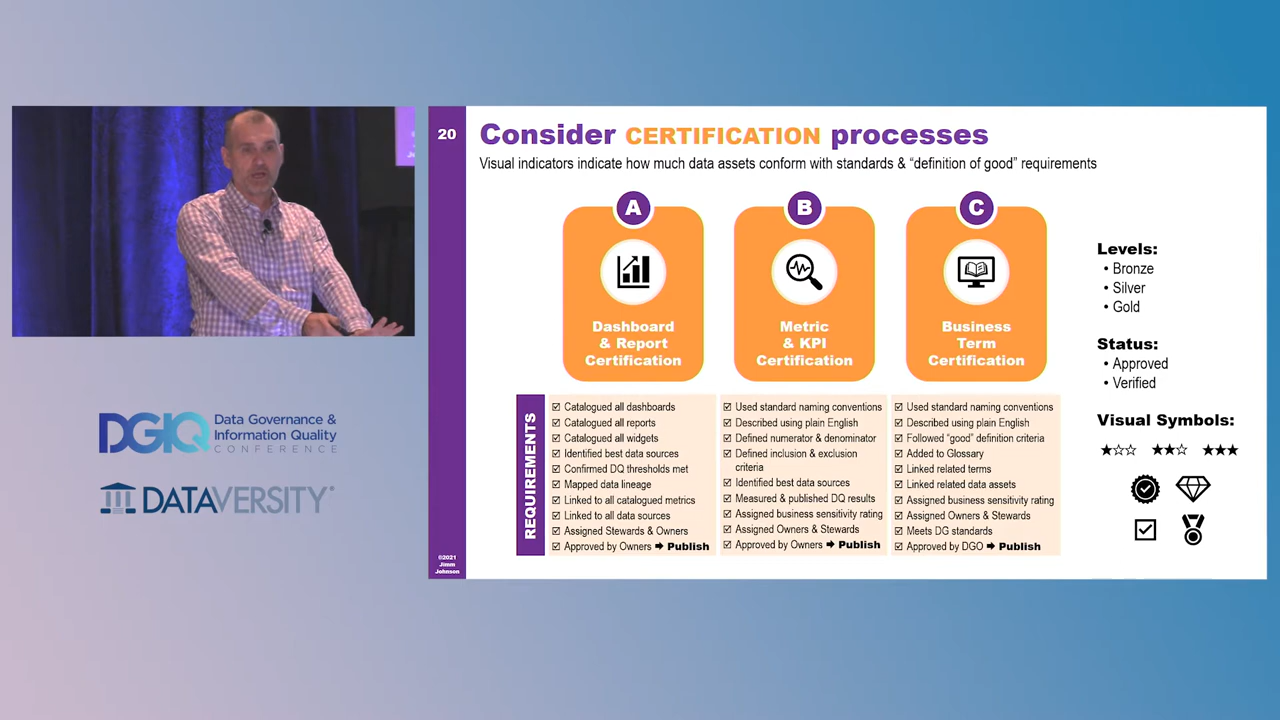 20
Consider CERTIFICATION processes
Visual indicators indicate how much data assets conform with standards & “definition of good” requirements
A
Dashboard
& Report
Certification
B
Metric
& KPI
Certification
C
Business
Term
Certification
REQUIREMENTS
Catalogued all dashboards
Catalogued all reports
Catalogued all widgets
Identified best data sources
Confirmed DQ thresholds met
Mapped data lineage
Linked to all catalogued metrics
Linked to all data sources
Assigned Stewards & Owners
Approved by Owners ➡ Publish
Used standard naming conventions
Described using plain English
Defined numerator & denominator
Defined inclusion & exclusion
criteria
Identified best data sources
Measured & published DQ results
Assigned business sensitivity rating
Assigned Owners & Stewards
Approved by Owners ➡ Publish
Used standard naming conventions
Described using plain English
Followed “good” definition criteria
Added to Glossary
Linked related terms
Linked related data assets
Assigned business sensitivity rating
Assigned Owners & Stewards
Meets DG standards
Approved by DGO ➡ Publish
Levels:
• Bronze
• Silver
• Gold
Status:
• Approved
• Verified
Visual Symbols:
©2021
Jimm
Johnson
DGIQ
Data Governance &
Information Quality
CONFERENCE
DATAVERSITY